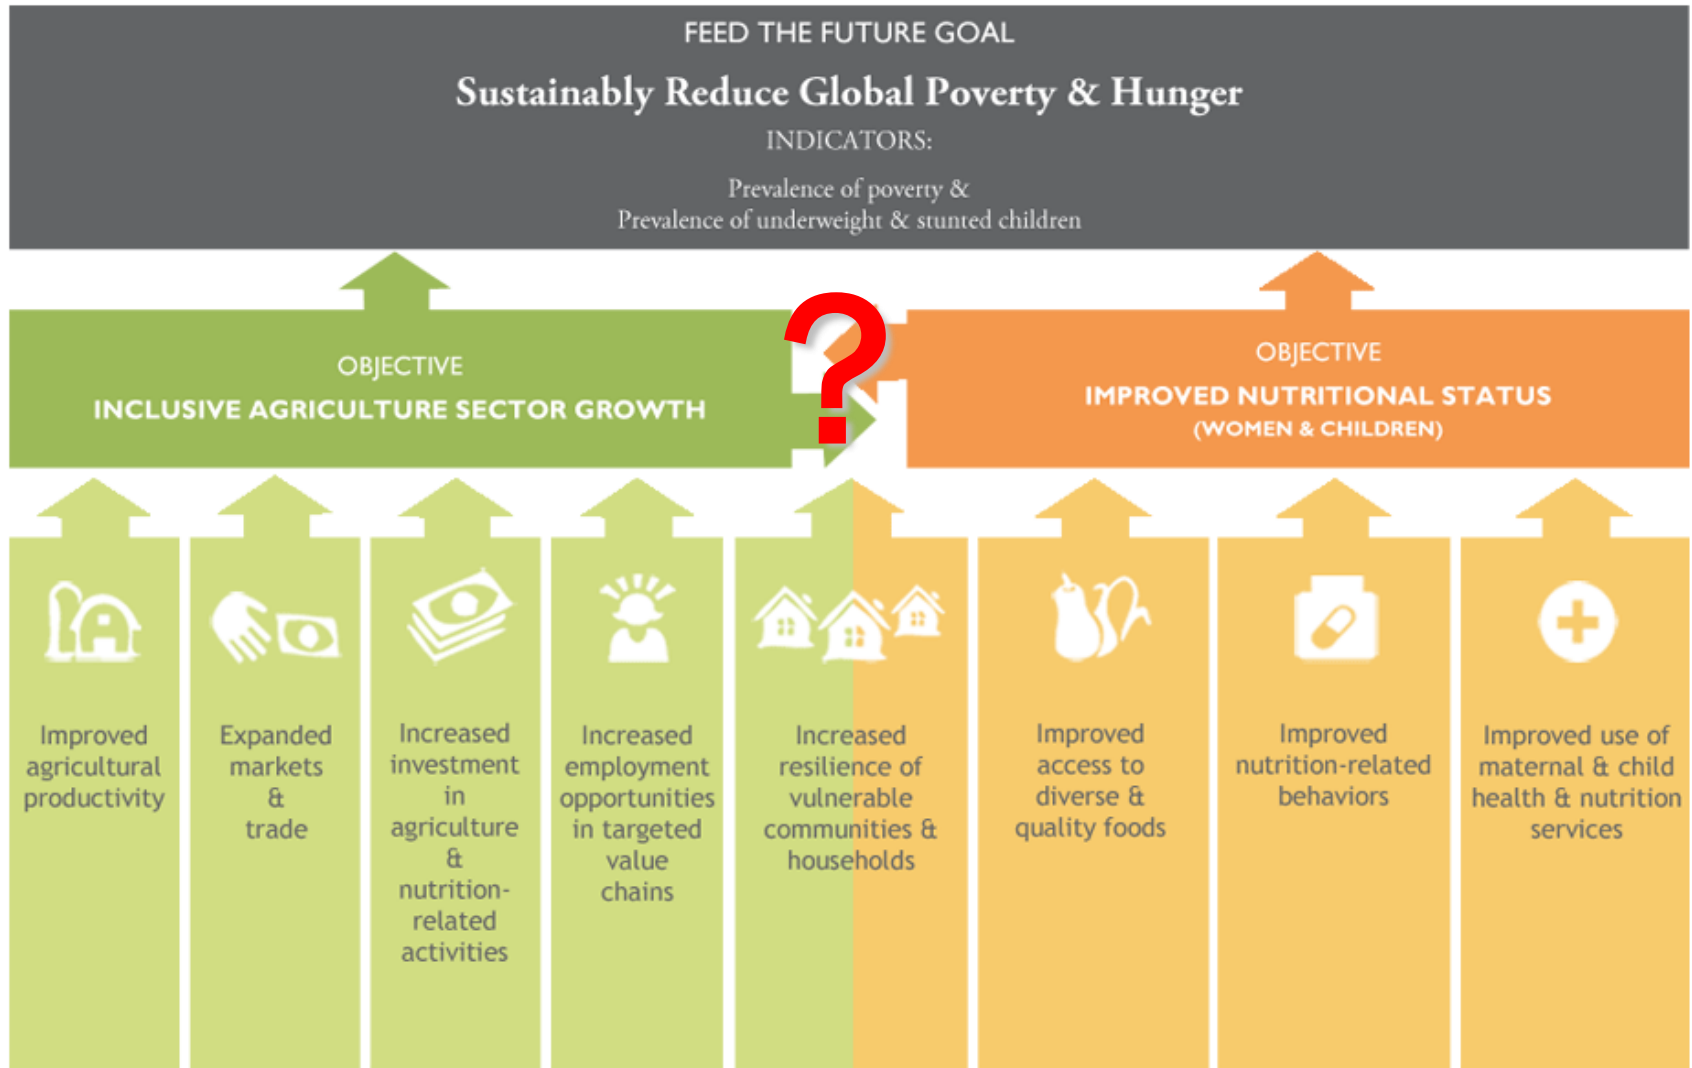 FEED THE FUTURE GOAL
Sustainably Reduce Global Poverty & Hunger
INDICATORS:
Prevalence of poverty &
Prevalence of underweight & stunted children
OBJECTIVE
INCLUSIVE AGRICULTURE SECTOR GROWTH
?
OBJECTIVE
IMPROVED NUTRITIONAL STATUS
(WOMEN & CHILDREN)
Improved
agricultural
productivity
Expanded
markets
&
trade
Increased
investment
in
agriculture
&
nutrition-
related
activities
Increased
employment
opportunities
in targeted
value
chains
Increased
resilience of
vulnerable
communities &
households
Improved
access to
diverse &
quality foods
Improved
nutrition-related
behaviors
Improved use of
maternal & child
health & nutrition
services